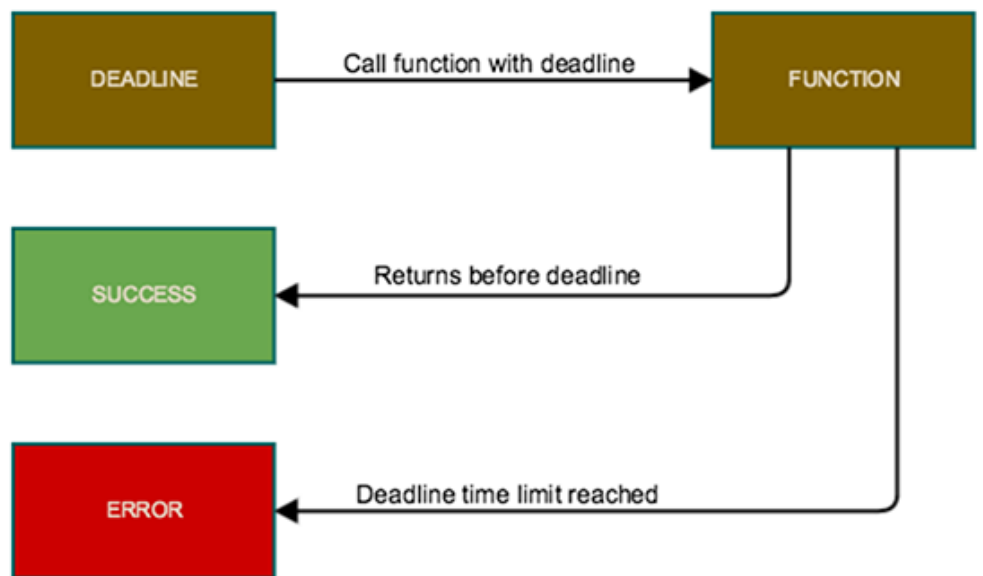 DEADLINE
Call function with deadline
FUNCTION
SUCCESS
Returns before deadline
ERROR
Deadline time limit reached